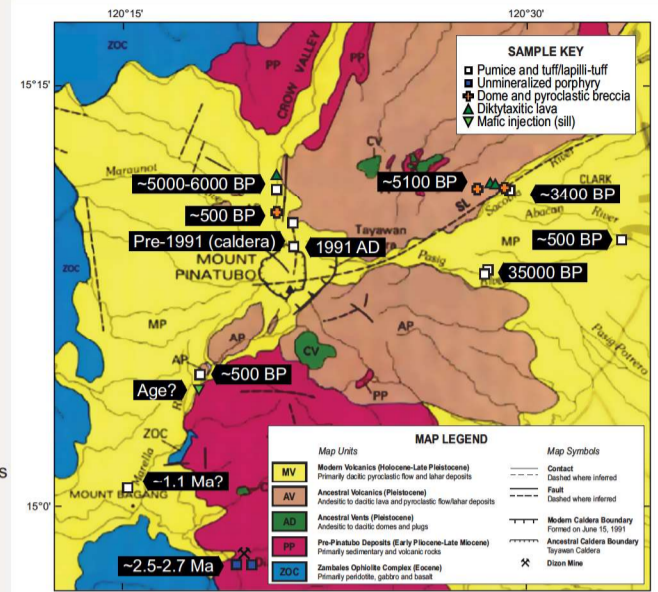 120°15'
120°30'
15°15'
15°0'
ZOC
PP
CROW VALLEY
PP
SAMPLE KEY
Pumice and tuff/lapilli-tuff
Unmineralized porphyry
Dome and pyroclastic breccia
Diktytaxitic lava
Mafic injection (sill)
CV
Maraunot
~5000-6000 BP
~5100 BP
River
CLARK
SL
Sacobia
~3400 BP
~500 BP
Abacan
River
Pre-1991 (caldera)
1991 AD
Tayawan
MP
~500 BP
MOUNT
PINATUBO
Pasig
35000 BP
ZOC
MP
AP
AP
CV
Pasig-Potrero
AP
~500 BP
Age?
PP
ZOC
Marella
~1.1 Ma?
MOUNT BAGANG
~2.5-2.7 Ma
MAP LEGEND
Map Units
Map Symbols
MV
Modern Volcanics (Holocene-Late Pleistocene)
Primarily dacitic pyroclastic flow and lahar deposits
AV
Ancestral Volcanics (Pleistocene)
Andesitic to dacitic lava and pyroclastic flow/lahar deposits
AD
Ancestral Vents (Pleistocene)
Andesitic to dacitic domes and plugs
PP
Pre-Pinatubo Deposits (Early Pliocene-Late Miocene)
Primarily sedimentary and volcanic rocks
ZOC
Zambales Ophiolite Complex (Eocene)
Primarily peridotite, gabbro and basalt
Contact
Dashed where inferred
Fault
Dashed where inferred
Modern Caldera Boundary
Formed on June 15, 1991
Ancestral Caldera Boundary
Tayawan Caldera
Dizon Mine